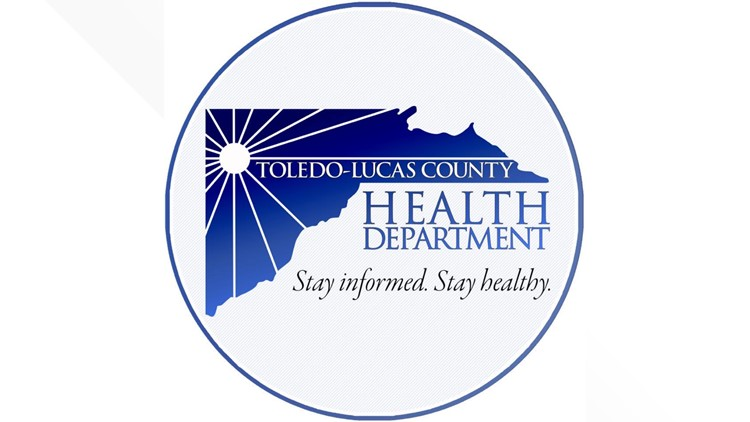 TOLEDO-LUCAS COUNTY
HEALTH
DEPARTMENT
Stay informed. Stay healthy.